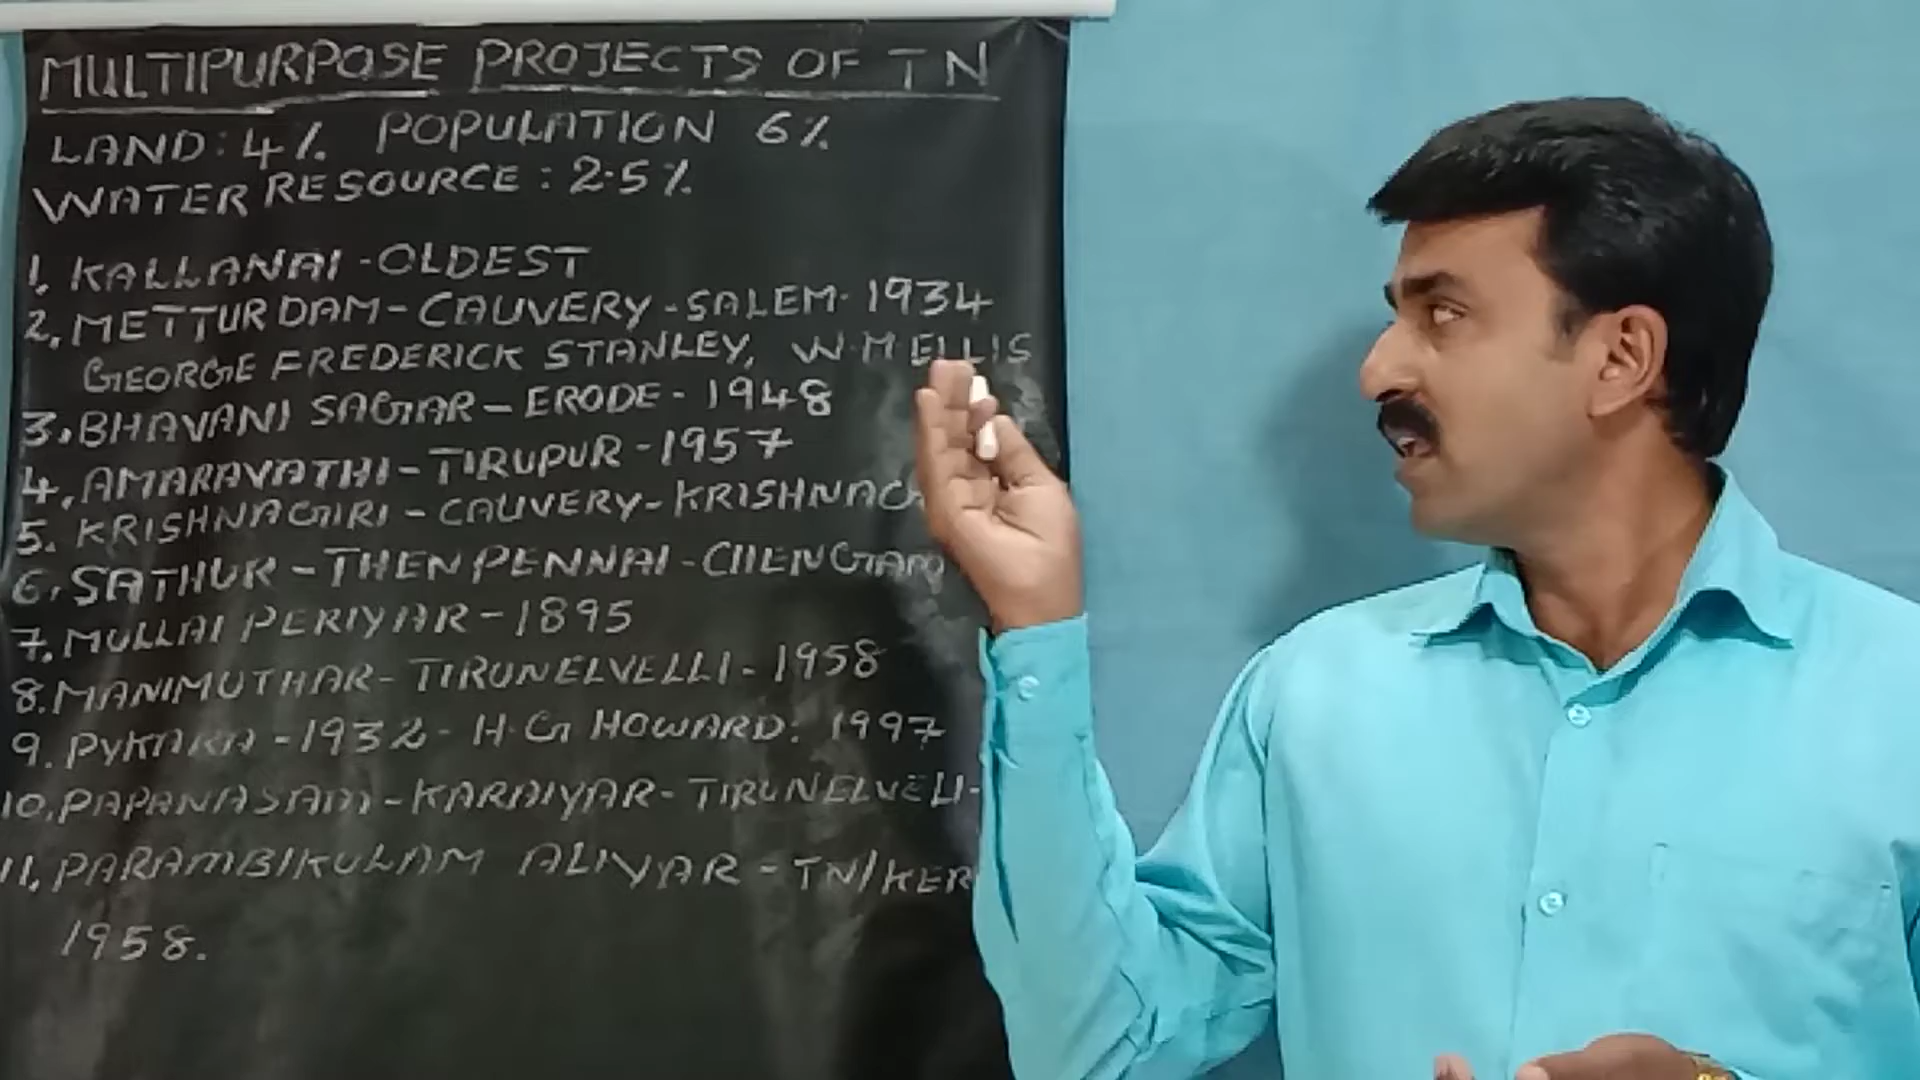 MULTIPURPOSE PROJECTS OF TN
LAND: 4% POPULATION 6%
WATER RESOURCE: 2.5%
1. KALLANAI - OLDEST
2. METTUR DAM - CAUVERY - SALEM - 1934
GEORGE FREDERICK STANLEY, W.M ELLIS
3. BHAVANI SAGAR - ERODE - 1948
4. AMARAVATHI - TIRUPUR - 1957
5. KRISHNAGIRI - CAUVERY -
6. SATHUR - THENPENNAI - CHENGAM
7. MULLAI PERIYAR - 1895
8. MANIMUTHAR - TIRUNELVELLI - 1958
9. PYKARA - 1932 - H.G HOWARD: 1997
10. PAPANASAM - KARAIYAR - TIRUNELVELI -
11. PARAMBIKULAM ALIYAR - TN/KER
1958.